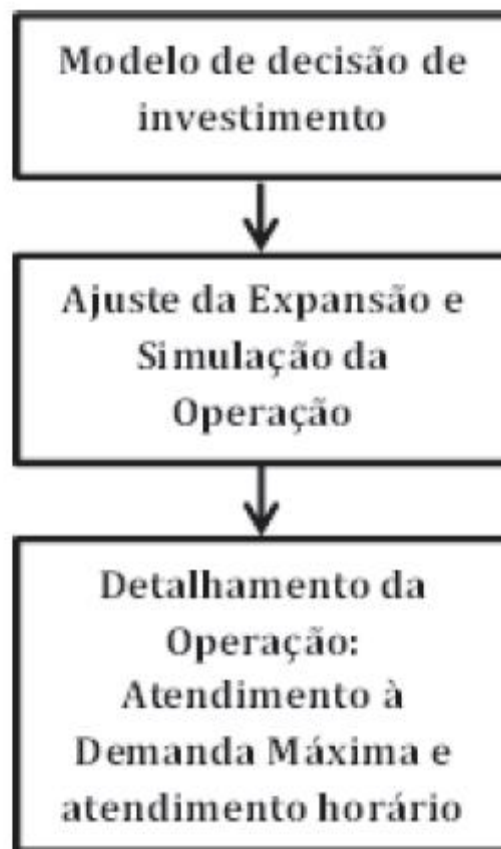 Modelo de decisão de
investimento
Ajuste da Expansão e
Simulação da
Operação
Detalhamento da
Operação:
Atendimento à
Demanda Máxima e
atendimento horário